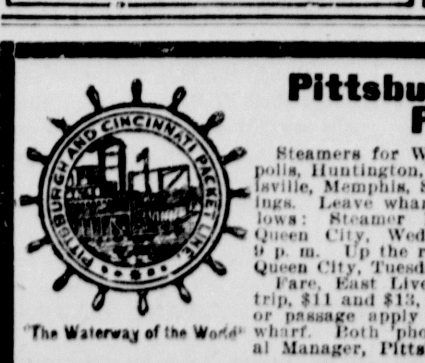 Pittsbu
P
PITTSBURGH AND CINCINNATI PACKET LINE.
"The Waterway of the World"
Steamers for W
polis, Huntington,
isville, Memphis, S
ings. Leave whar
lows: Steamer
Queen City, Wed
9 p. m. Up the r
Queen City, Tuesd
Fare, East Live
trip, $11 and $13,
or passage apply
wharf. Both 'pho
al Manager, Pitts